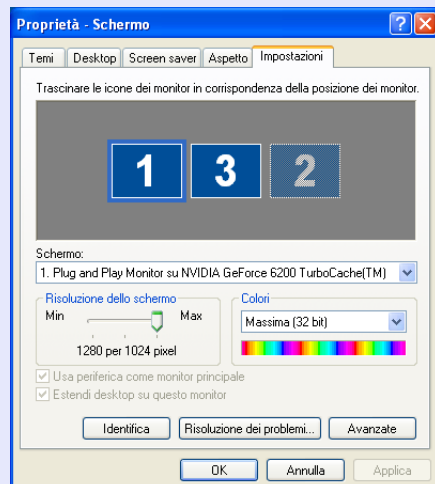 Proprietà - Schermo
Temi Desktop Screen saver Aspetto Impostazioni
Trascinare le icone dei monitor in corrispondenza della posizione dei monitor.
1 3 2
Schermo:
1. Plug and Play Monitor su NVIDIA GeForce 6200 TurboCache(TM)
Risoluzione dello schermo
Min Max
1280 per 1024 pixel
Colori
Massima (32 bit)
Usa periferica come monitor principale
Estendi desktop su questo monitor
Identifica Risoluzione dei problemi... Avanzate
OK Annulla Applica